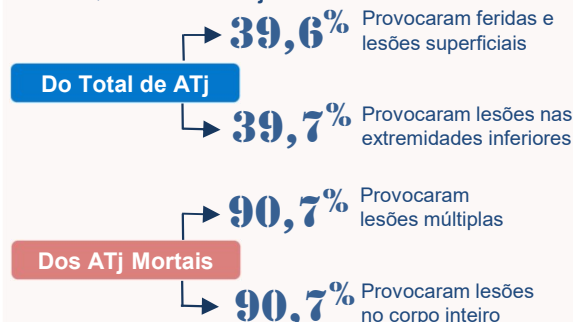 39,6% Provocaram feridas e
lesões superficiais
Do Total de ATj
39,7% Provocaram lesões nas
extremidades inferiores
90,7% Provocaram
lesões múltiplas
Dos ATj Mortais
90,7% Provocaram lesões
no corpo inteiro